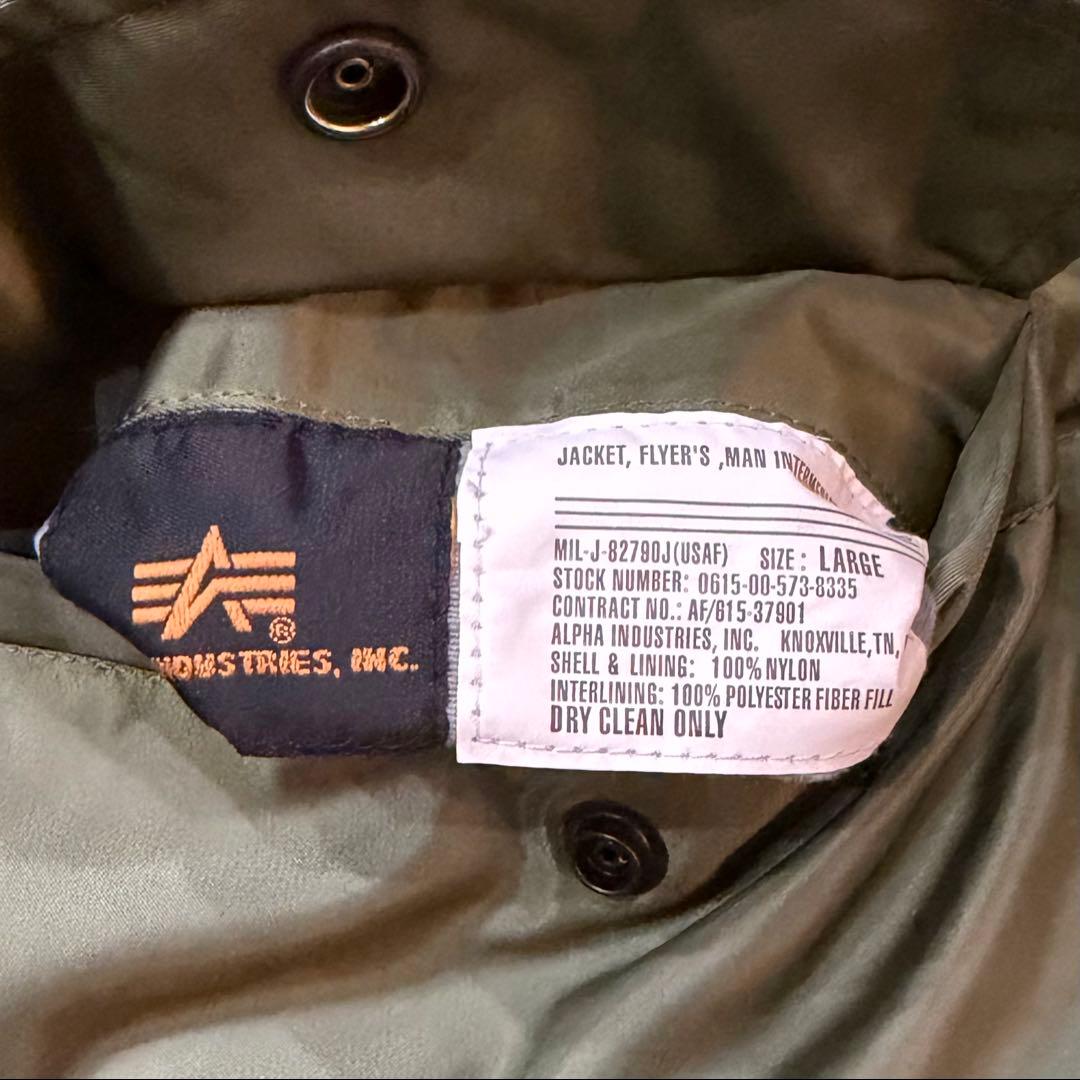 JACKET, FLYER'S ,MAN INTERMEDI
MIL-J-82790J(USAF) SIZE: LARGE
STOCK NUMBER: 0615-00-573-8335
CONTRACT NO.: AF/615-37901
ALPHA INDUSTRIES, INC. KNOXVILLE,TN,
SHELL & LINING: 100% NYLON
INTERLINING: 100% POLYESTER FIBER FILL
DRY CLEAN ONLY
®
INDUSTRIES, INC.